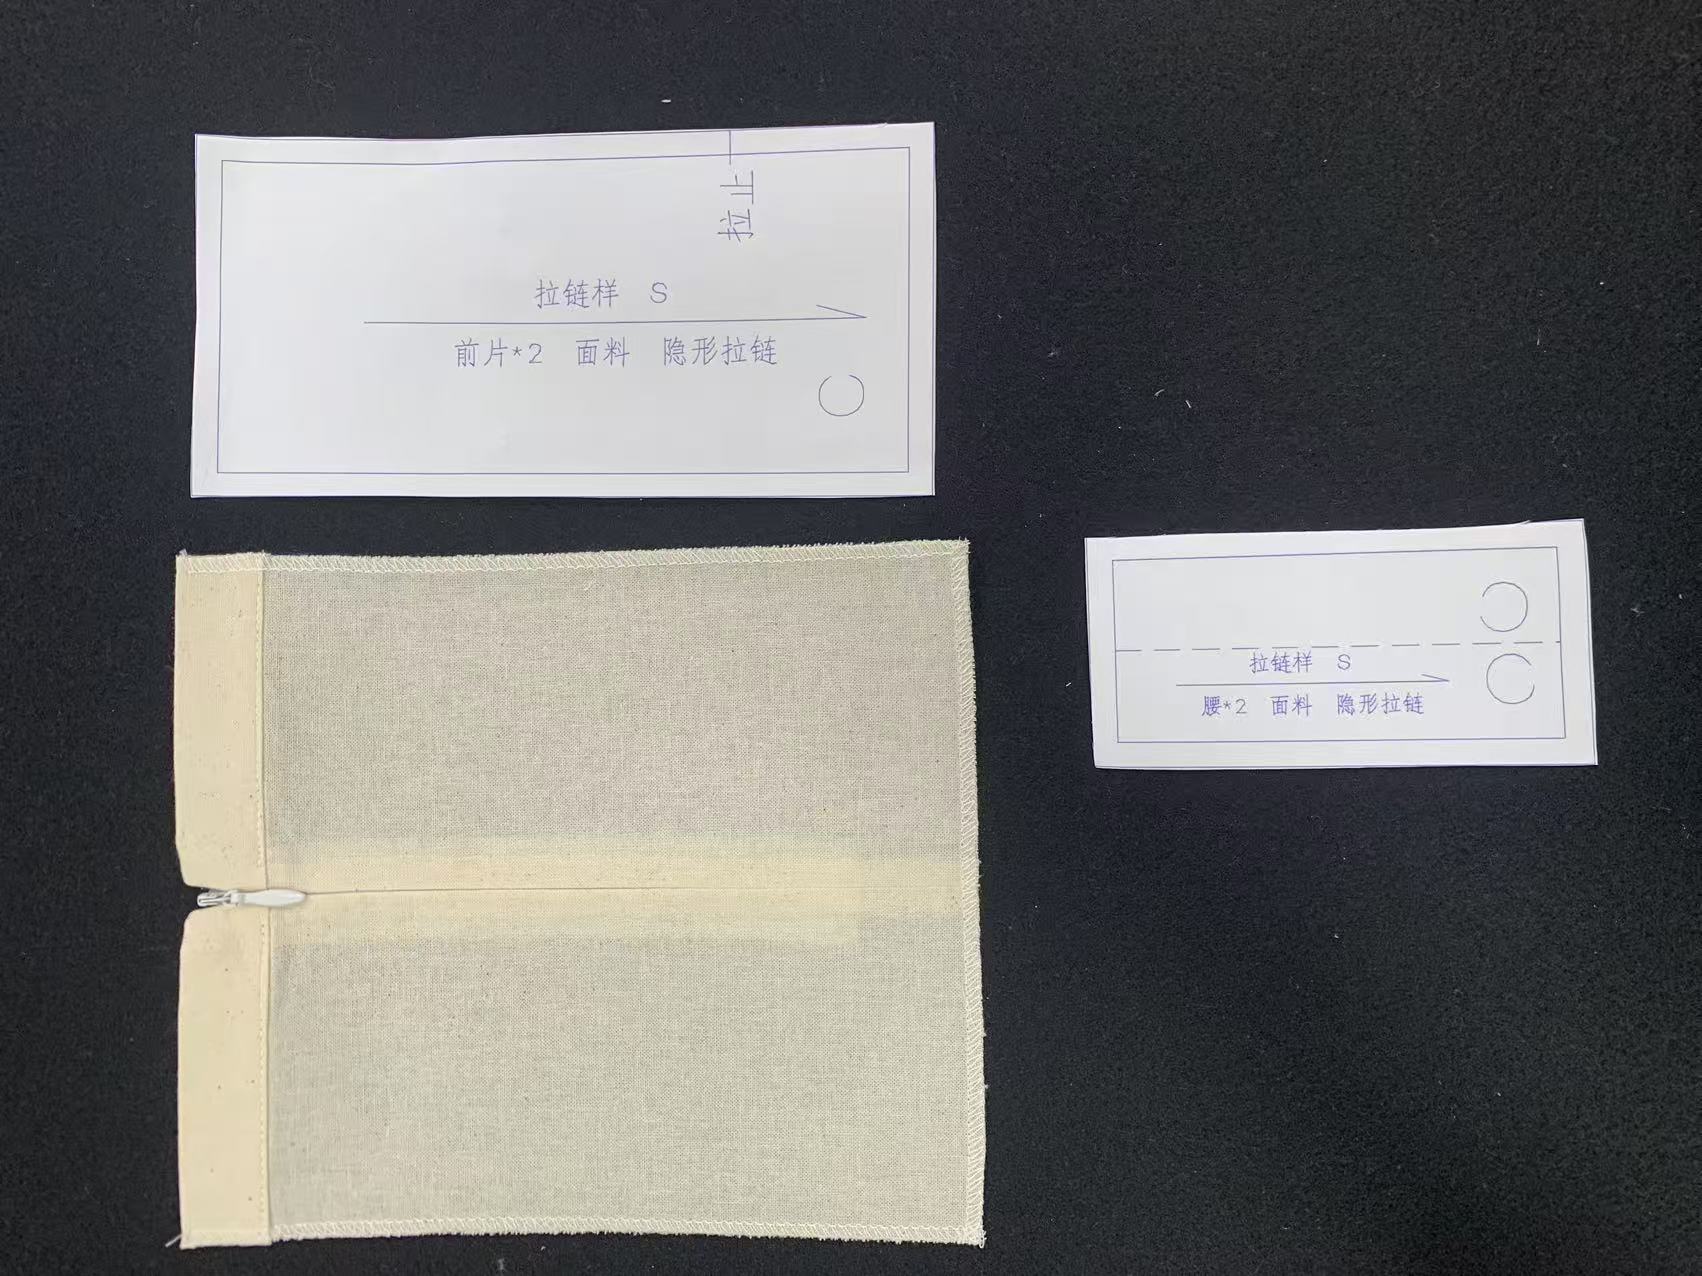 拉止
拉链样 S
前片*2 面料 隐形拉链
拉链样 S
腰*2 面料 隐形拉链